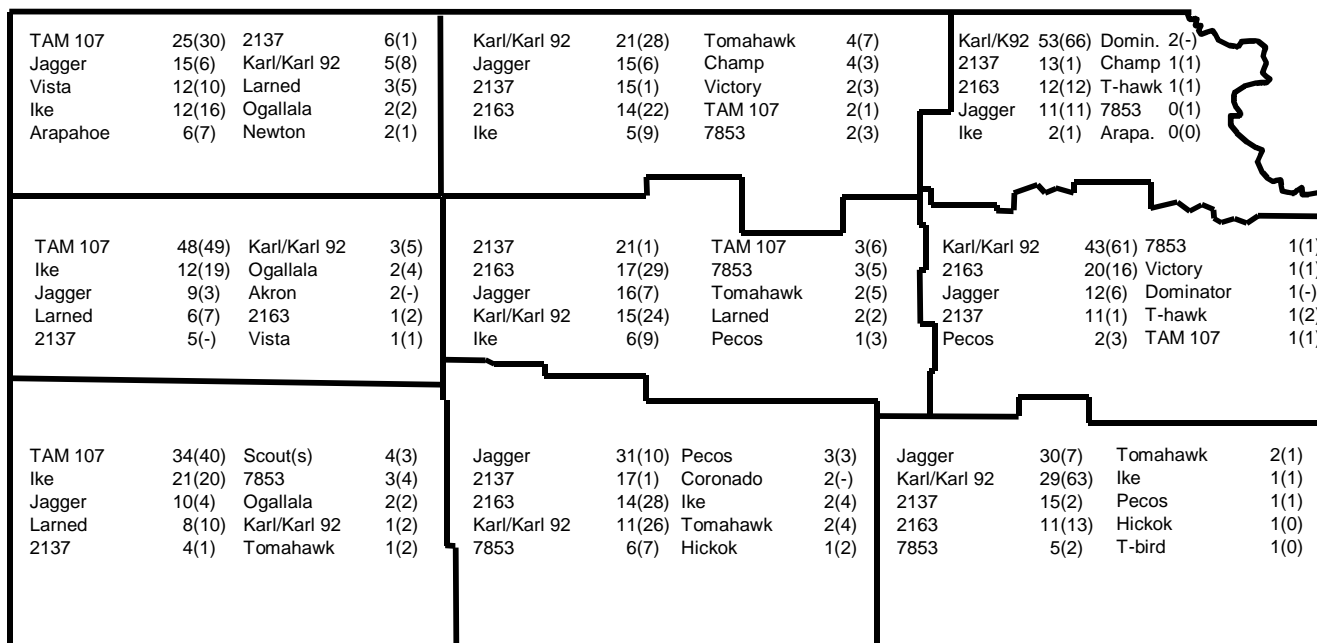 TAM 107 25(30) 2137 6(1)
Jagger 15(6) Karl/Karl 92 5(8)
Vista 12(10) Larned 3(5)
Ike 12(16) Ogallala 2(2)
Arapahoe 6(7) Newton 2(1)
Karl/Karl 92 21(28) Tomahawk 4(7)
Jagger 15(6) Champ 4(3)
2137 15(1) Victory 2(3)
2163 14(22) TAM 107 2(1)
Ike 5(9) 7853 2(3)
Karl/K92 53(66) Domin. 2(-)
2137 13(1) Champ 1(1)
2163 12(12) T-hawk 1(1)
Jagger 11(11) 7853 0(1)
Ike 2(1) Arapa. 0(0)
TAM 107 48(49) Karl/Karl 92 3(5)
Ike 12(19) Ogallala 2(4)
Jagger 9(3) Akron 2(-)
Larned 6(7) 2163 1(2)
2137 5(-) Vista 1(1)
2137 21(1) TAM 107 3(6)
2163 17(29) 7853 3(5)
Jagger 16(7) Tomahawk 2(5)
Karl/Karl 92 15(24) Larned 2(2)
Ike 6(9) Pecos 1(3)
Karl/Karl 92 43(61) 7853 1(1)
2163 20(16) Victory 1(1)
Jagger 12(6) Dominator 1(-)
2137 11(1) T-hawk 1(2)
Pecos 2(3) TAM 107 1(1)
TAM 107 34(40) Scout(s) 4(3)
Ike 21(20) 7853 3(4)
Jagger 10(4) Ogallala 2(2)
Larned 8(10) Karl/Karl 92 1(2)
2137 4(1) Tomahawk 1(2)
Jagger 31(10) Pecos 3(3)
2137 17(1) Coronado 2(-)
2163 14(28) Ike 2(4)
Karl/Karl 92 11(26) Tomahawk 2(4)
7853 6(7) Hickok 1(2)
Jagger 30(7) Tomahawk 2(1)
Karl/Karl 92 29(63) Ike 1(1)
2137 15(2) Pecos 1(1)
2163 11(13) Hickok 1(0)
7853 5(2) T-bird 1(0)